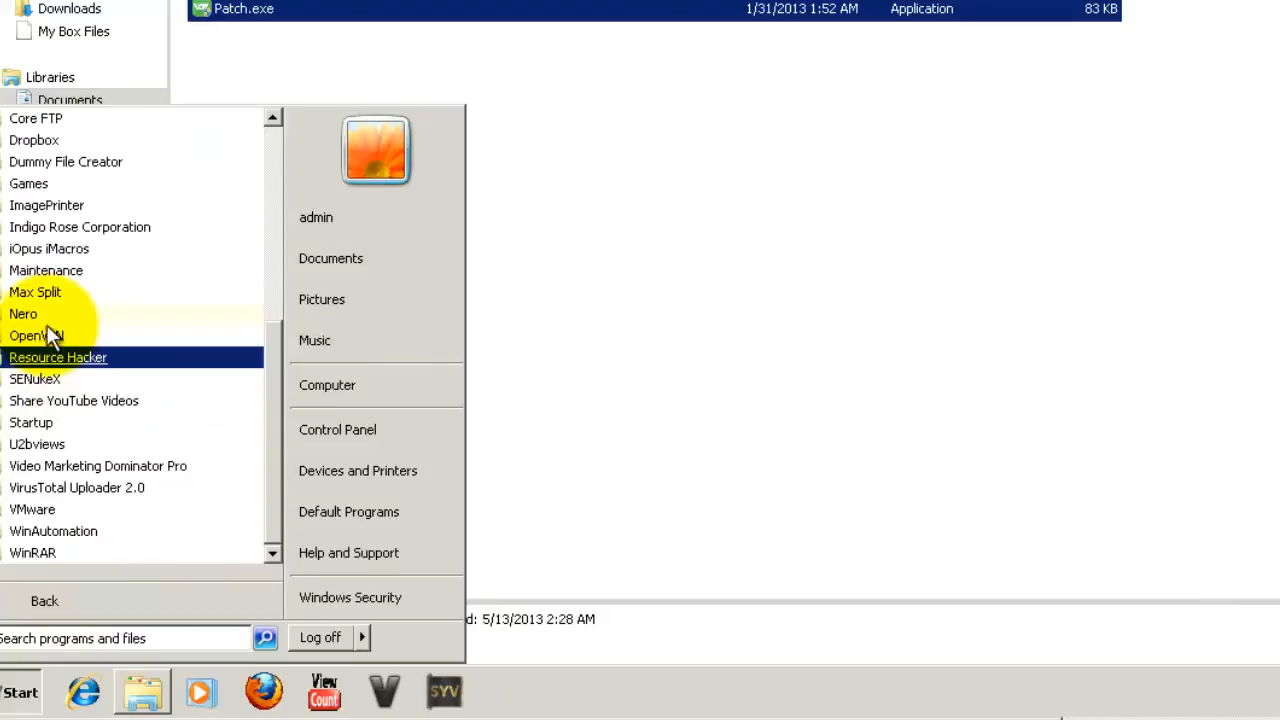 Downloads
Patch.exe 1/31/2013 1:52 AM Application 83 KB
My Box Files
Libraries
Documents
Core FTP
Dropbox
Dummy File Creator
Games
ImagePrinter
Indigo Rose Corporation
iOpus iMacros
Maintenance
Max Split
Nero
Resource Hacker
SENukeX
Share YouTube Videos
Startup
U2bviews
Video Marketing Dominator Pro
VirusTotal Uploader 2.0
VMware
WinAutomation
WinRAR
Back
Search programs and files
admin
Documents
Pictures
Music
Computer
Control Panel
Devices and Printers
Default Programs
Help and Support
Windows Security
Log off
d: 5/13/2013 2:28 AM
Start
View
Count
SYV